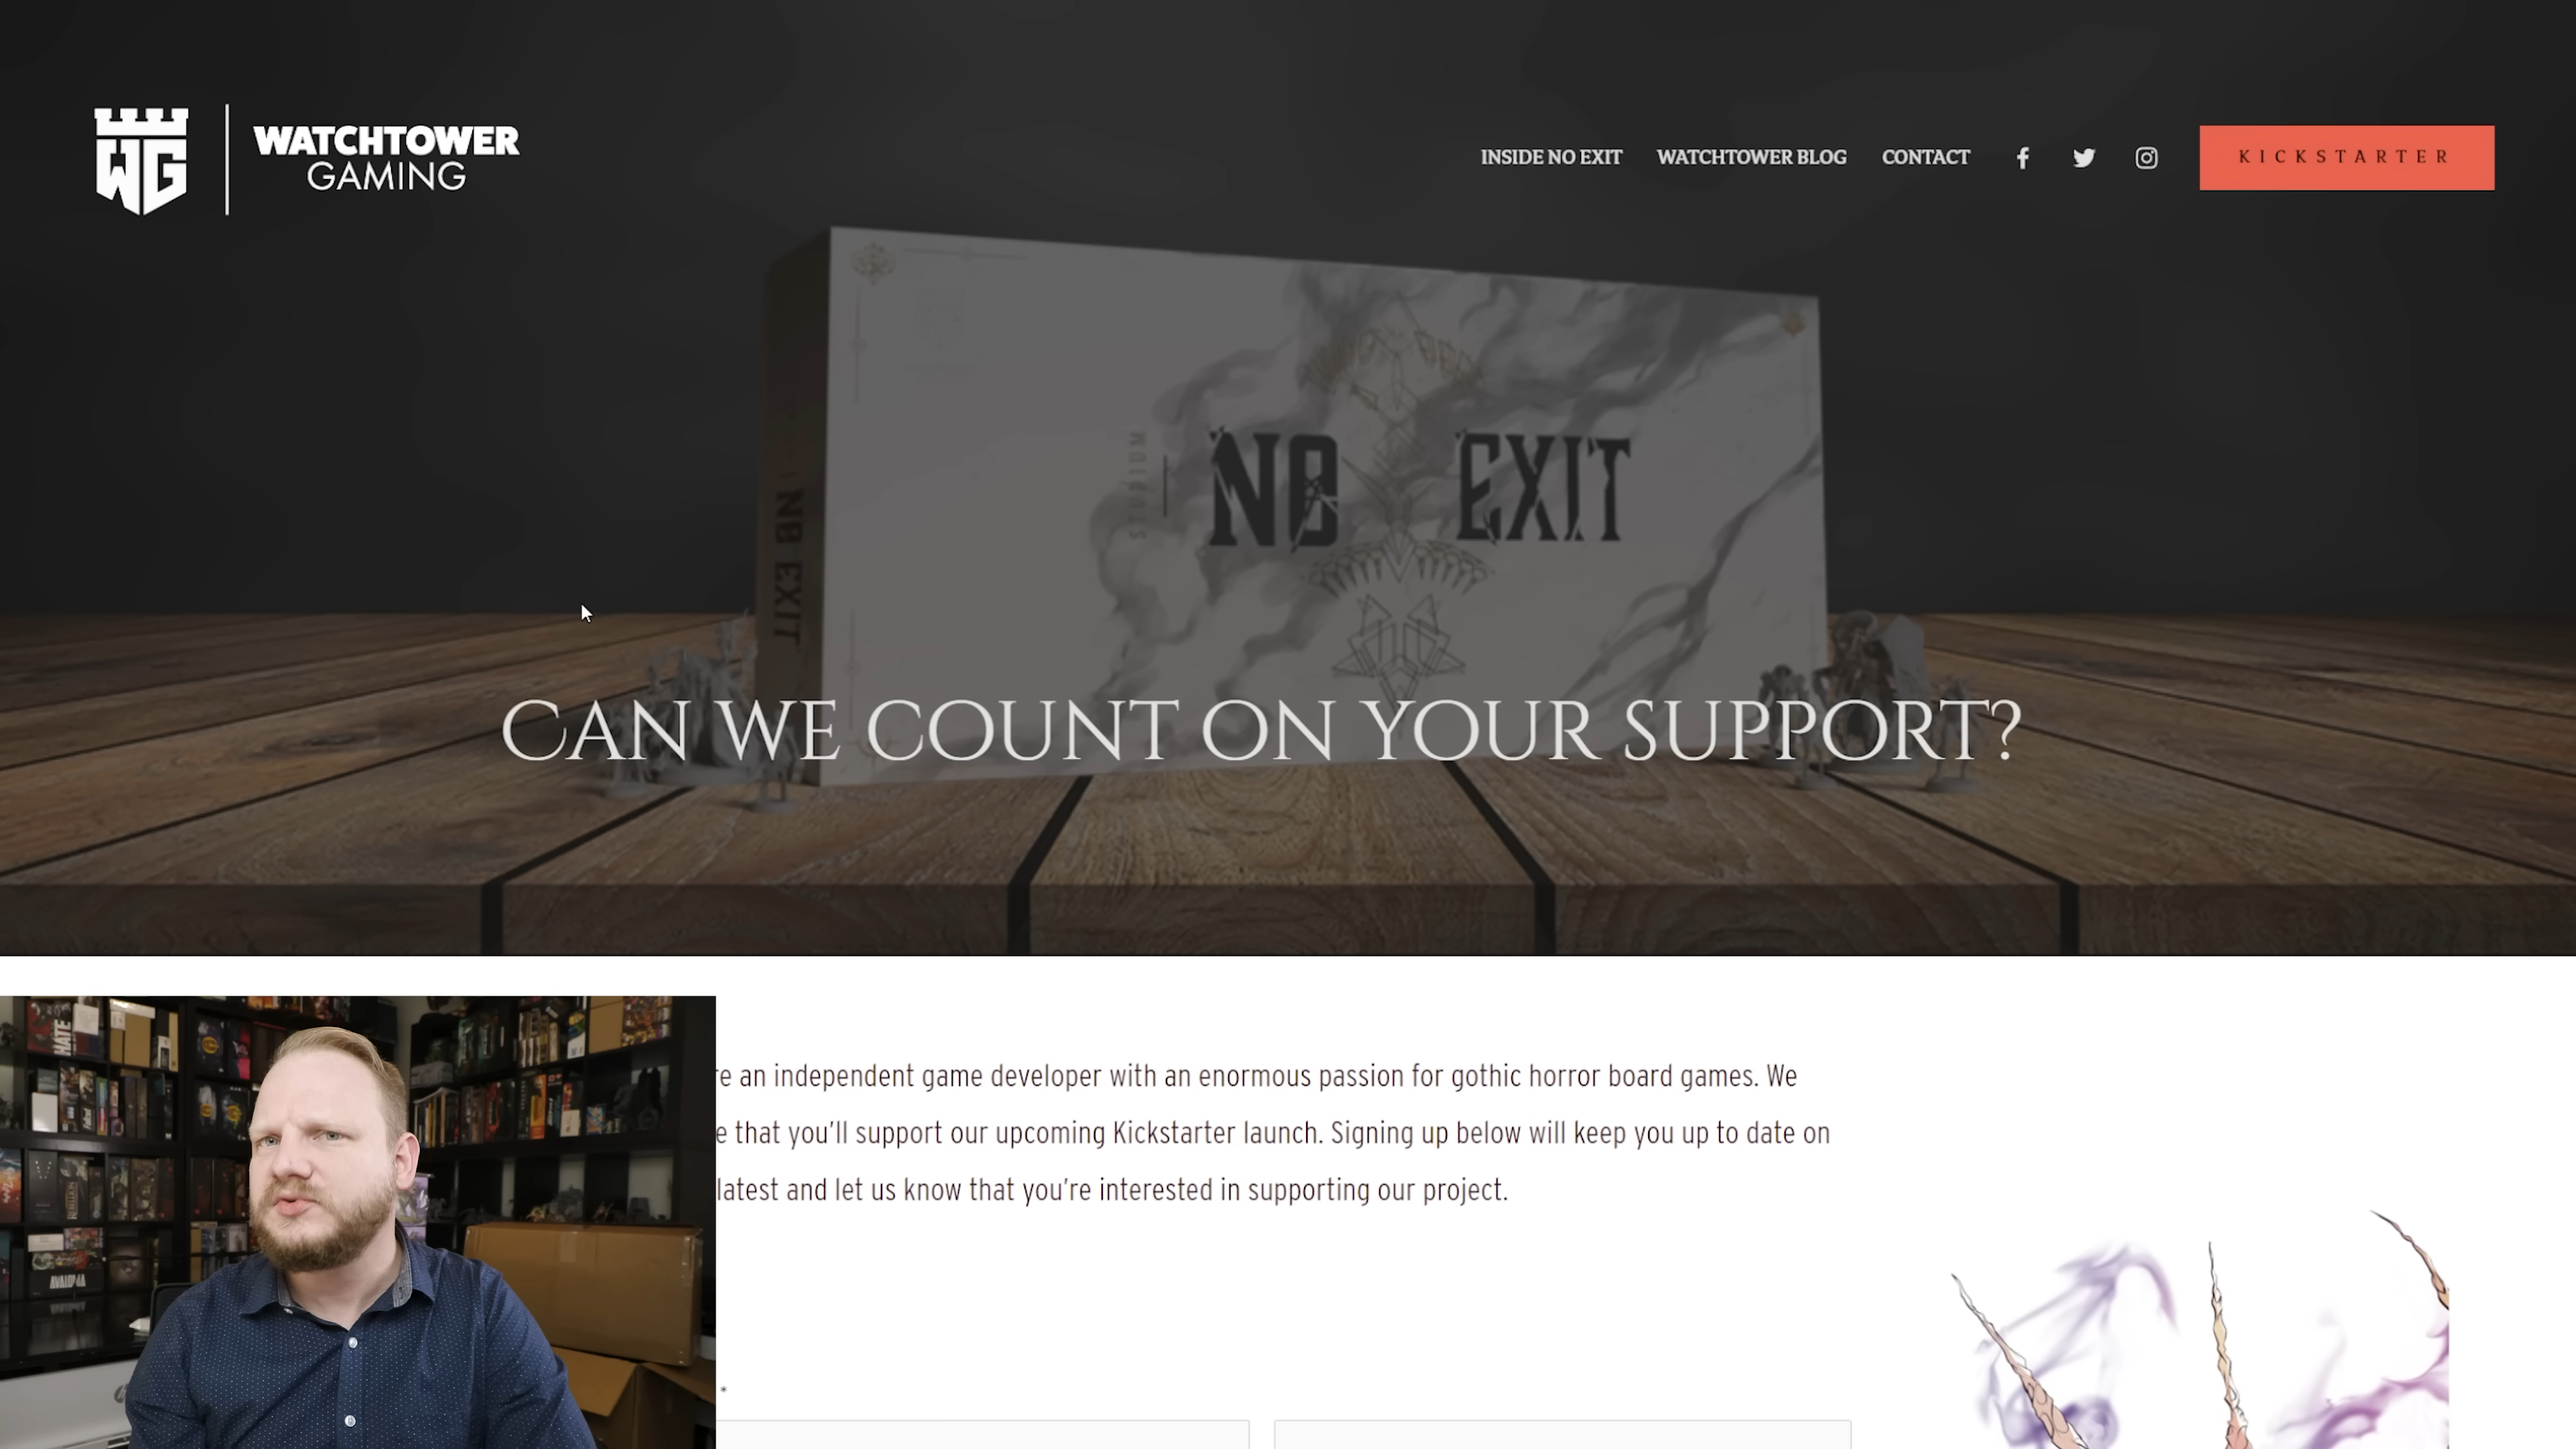 WATCHTOWER
GAMING
INSIDE NO EXIT
WATCHTOWER BLOG
CONTACT
KICKSTARTER
STUDIUM
NO EXIT
NO EXIT
CAN WE COUNT ON YOUR SUPPORT?
re an independent game developer with an enormous passion for gothic horror board games. We
e that you'll support our upcoming Kickstarter launch. Signing up below will keep you up to date on
latest and let us know that you're interested in supporting our project.
*
HATE